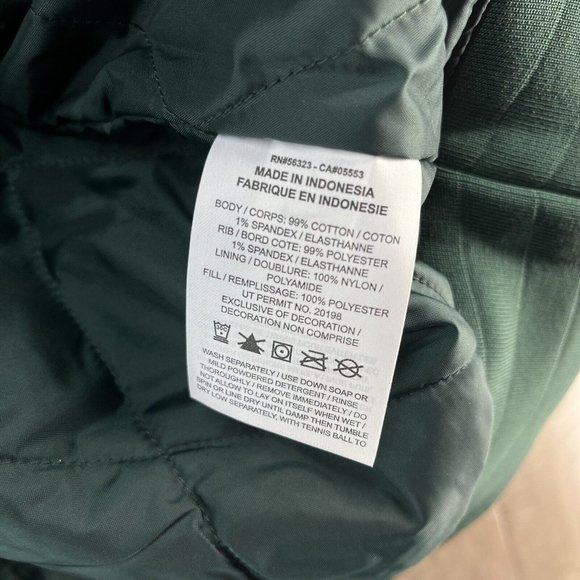 RN#56323 - CA#05553
MADE IN INDONESIA
FABRIQUE EN INDONESIE
BODY / CORPS: 99% COTTON / COTON
1% SPANDEX / ELASTHANNE
RIB / BORD COTE: 99% POLYESTER
1% SPANDEX / ELASTHANNE
LINING / DOUBLURE: 100% NYLON /
POLYAMIDE
FILL / REMPLISSAGE: 100% POLYESTER
UT PERMIT NO. 20198
EXCLUSIVE OF DECORATION /
DECORATION NON COMPRISE
WASH SEPARATELY / USE DOWN SOAP OR
MILD POWDERED DETERGENT / RINSE
THOROUGHLY / REMOVE IMMEDIATELY / DO
NOT ALLOW TO LAY ON ITSELF WHEN WET /
SPIN OR LINE DRY UNTIL DAMP THEN TUMBLE
DRY LOW SEPARATELY, WITH TENNIS BALL TO